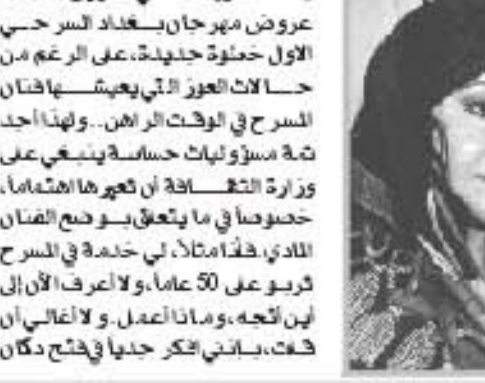 عروض مهرجان بغداد المسرحي
الاول خطوة جديدة، على الرغم من
حالات العوز التي يعيشها فنان
المسرح في الوقت الراهن.. ولهذا أجد
ثمة مسؤوليات حساسة ينبغي على
وزارة الثقافة أن تعيرها اهتماماً،
خصوصاً في ما يتعلق بوضع الفنان
المادي. فأنا مثلاً، لي خدمة في المسرح
تربو على 50 عاماً، ولا أعرف الآن إلى
أين أتجه، وماذا أعمل. ولا أغالي أن
قلت، بأنني افكر جدياً في فتح دكان